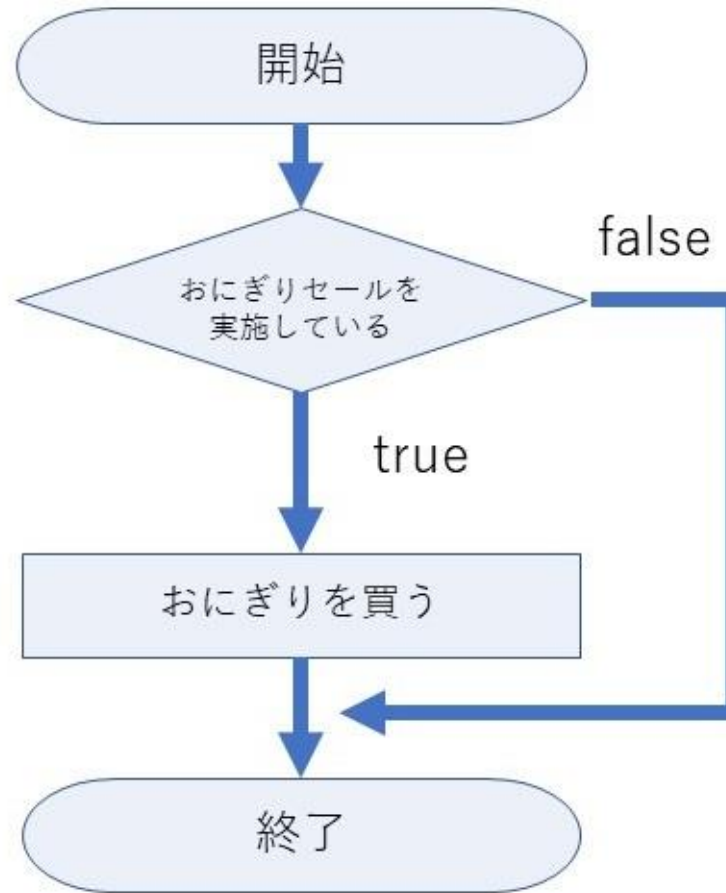 開始
おにぎりセールを
実施している
false
true
おにぎりを買う
終了